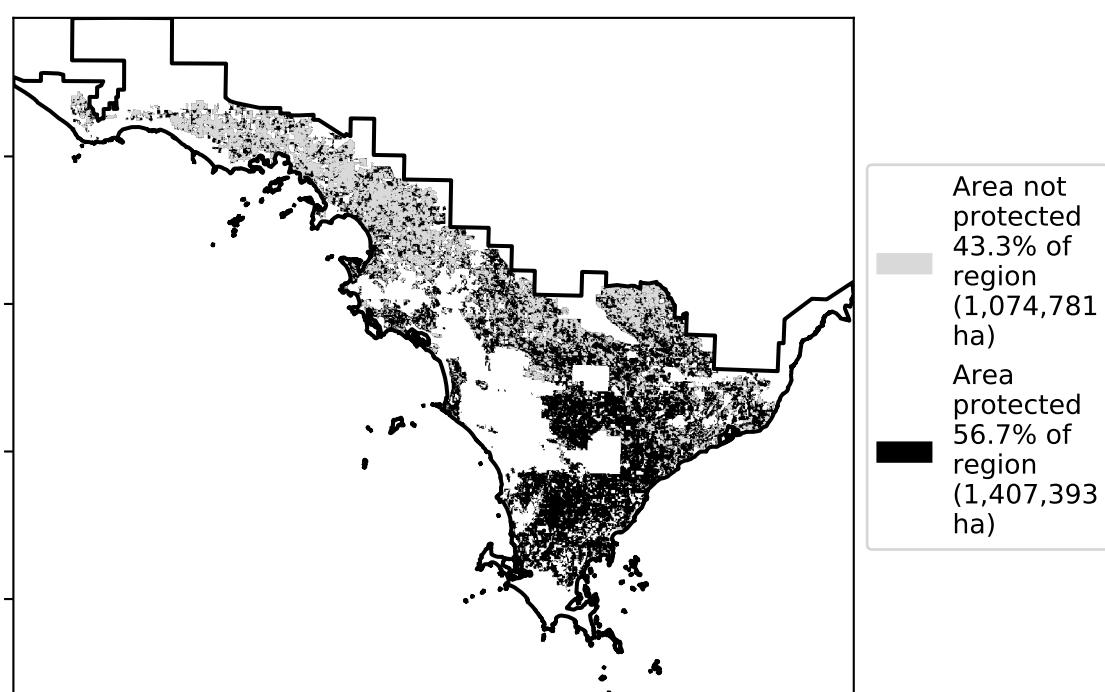 Area not
protected
43.3% of
region
(1,074,781
ha)
Area
protected
56.7% of
region
(1,407,393
ha)